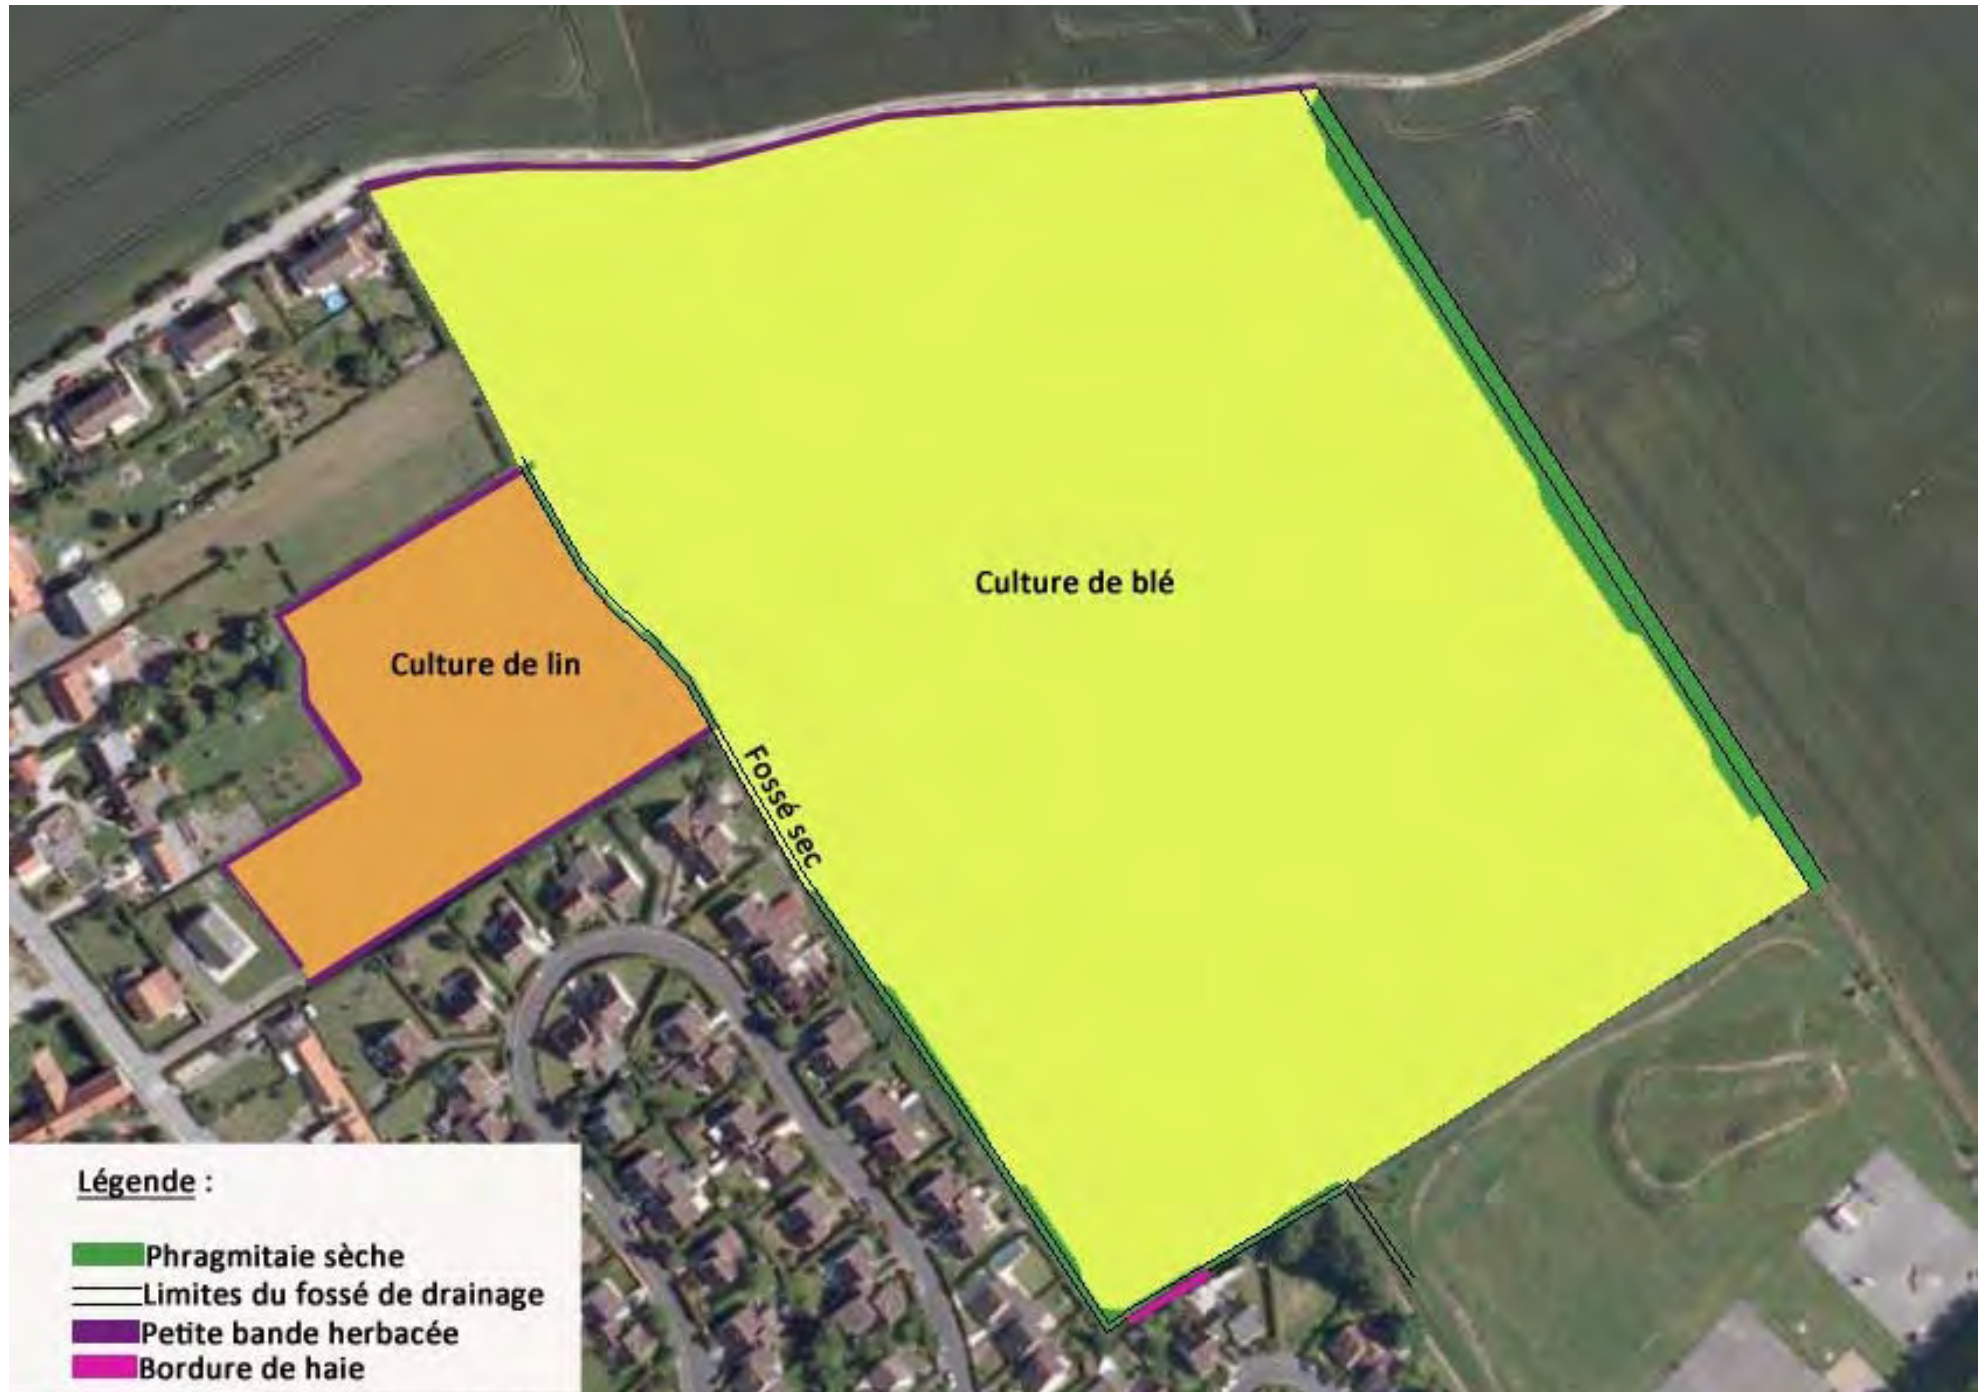 Culture de blé
Culture de lin
Fossé sec
Légende :
Phragmitaie sèche
Limites du fossé de drainage
Petite bande herbacée
Bordure de haie